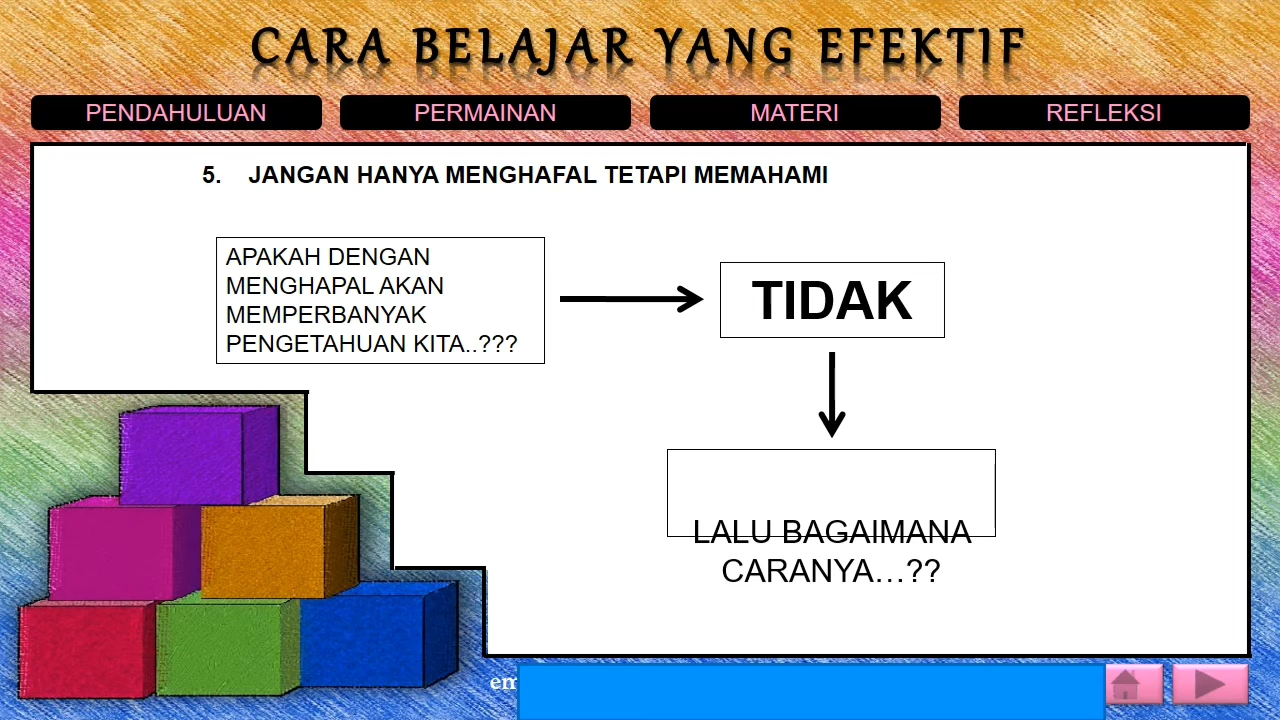 CARA BELAJAR YANG EFEKTIF
PENDAHULUAN
PERMAINAN
MATERI
REFLEKSI
5. JANGAN HANYA MENGHAFAL TETAPI MEMAHAMI
APAKAH DENGAN
MENGHAPAL AKAN
MEMPERBANYAK
PENGETAHUAN KITA..???
TIDAK
LALU BAGAIMANA
CARANYA...??